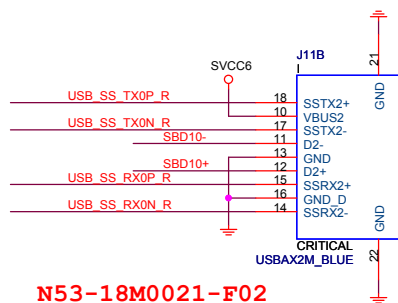 J11B
I
21
GND
SVCC6
USB_SS_TX0P_R 18 SSTX2+
10 VBUS2
USB_SS_TX0N_R 17 SSTX2-
SBD10- 11 D2-
13 GND
SBD10+ 12 D2+
USB_SS_RX0P_R 15 SSRX2+
16 GND_D
USB_SS_RX0N_R 14 SSRX2-
GND
22
CRITICAL
USBAX2M_BLUE
N53-18M0021-F02